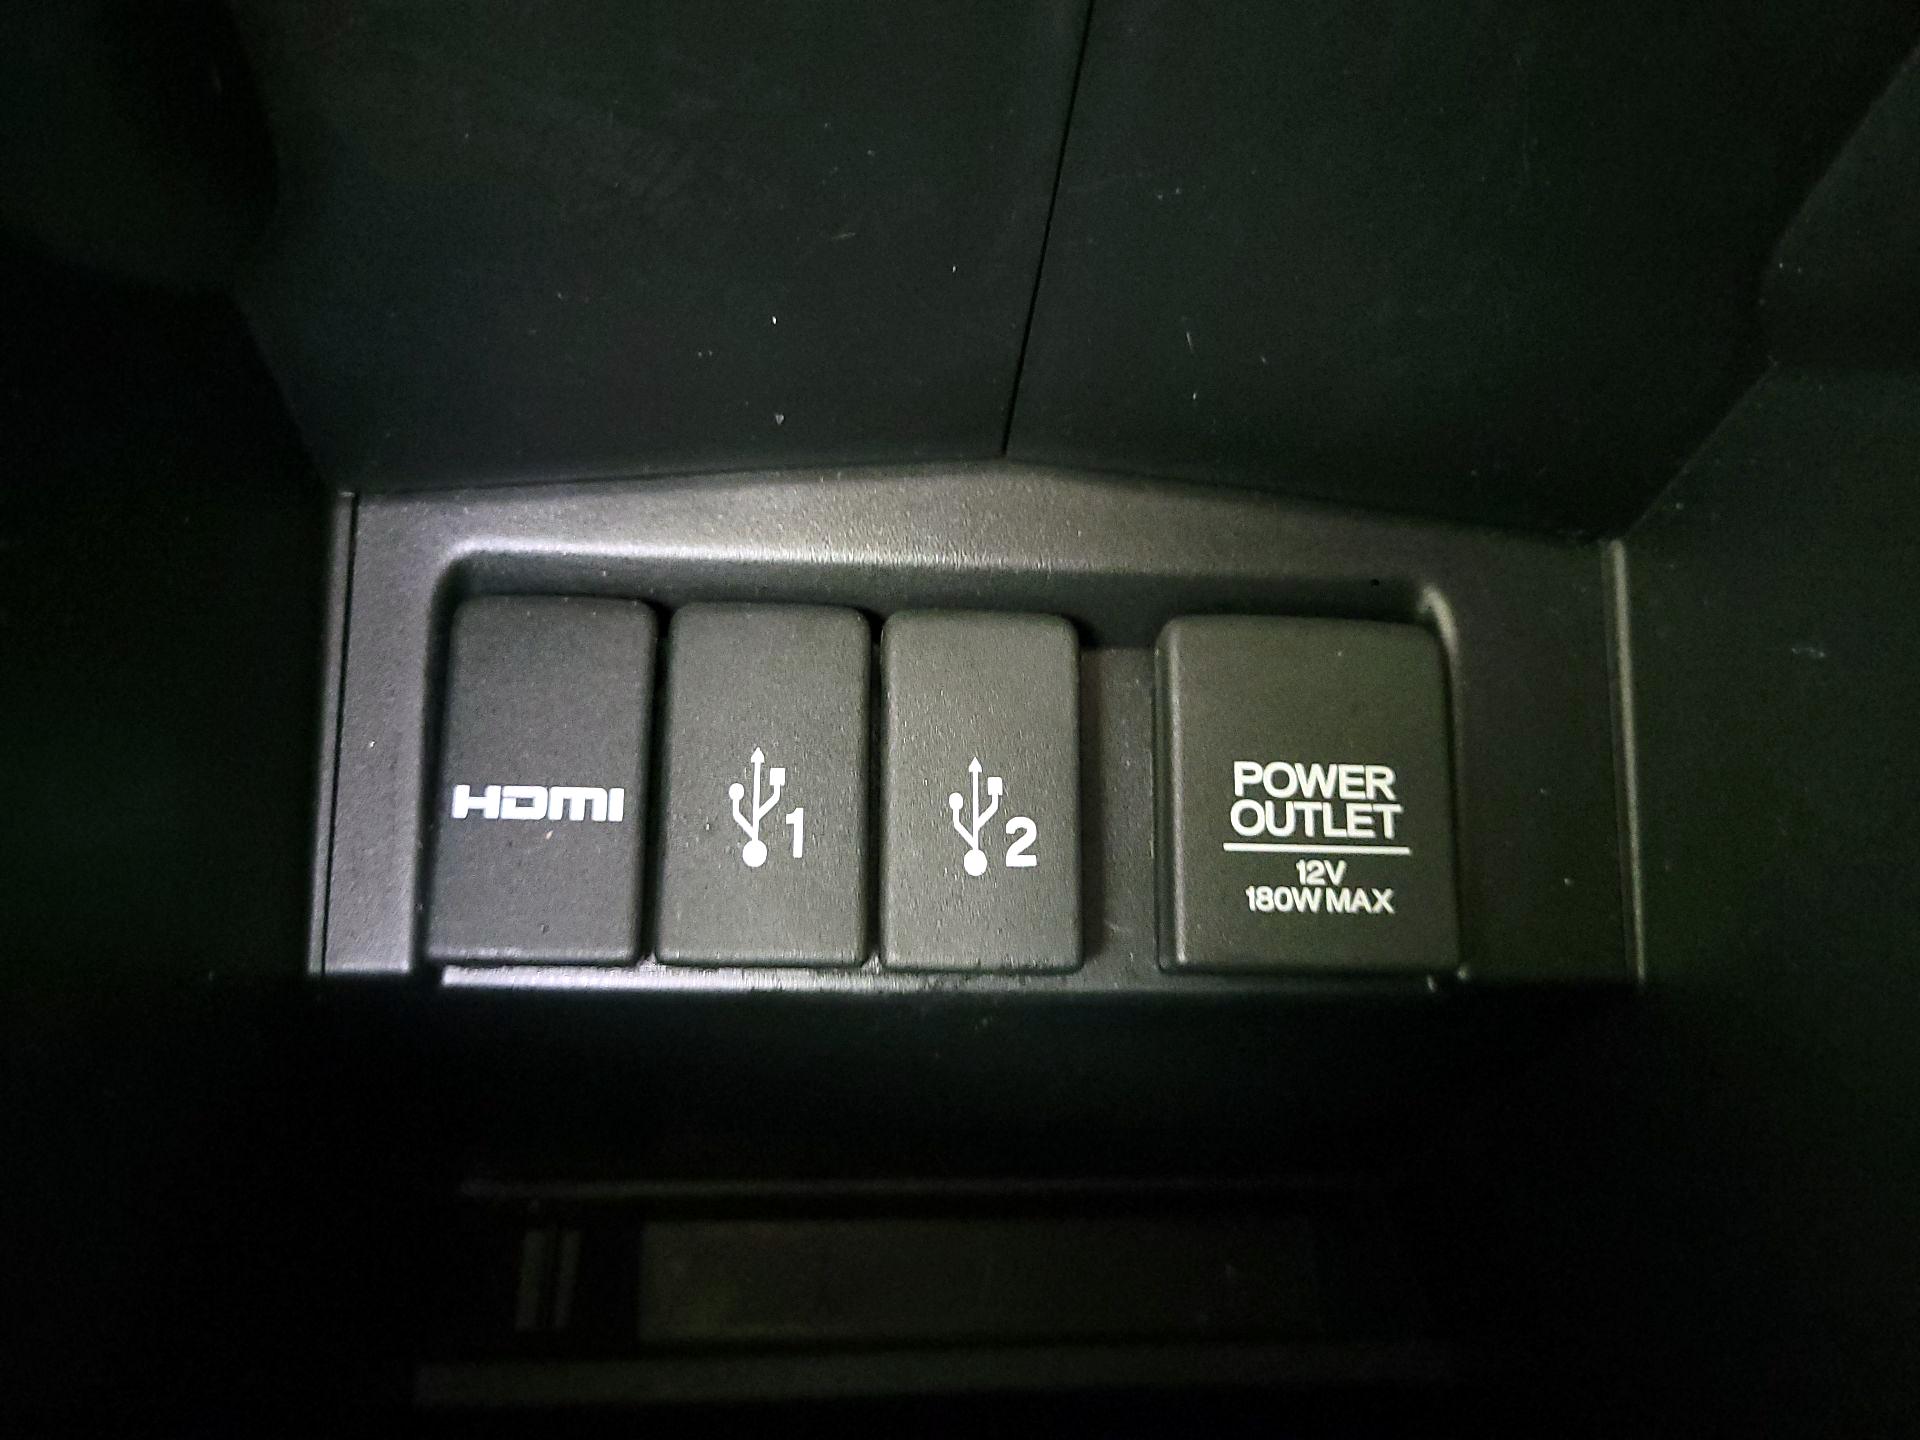 HDMI
1
2
POWER
OUTLET
12V
180W MAX